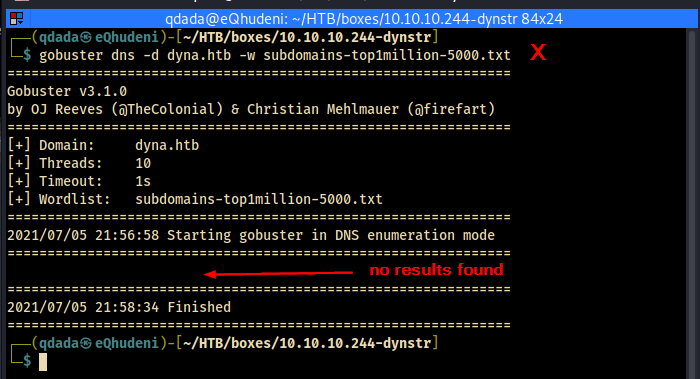 qdada@eQhudeni: ~/HTB/boxes/10.10.10.244-dynstr 84x24
┌──(qdada㉿eQhudeni)-[~/HTB/boxes/10.10.10.244-dynstr]
└─$ gobuster dns -d dyna.htb -w subdomains-top1million-5000.txt X
===============================================================
Gobuster v3.1.0
by OJ Reeves (@TheColonial) & Christian Mehlmauer (@firefart)
===============================================================
[+] Domain:     dyna.htb
[+] Threads:    10
[+] Timeout:    1s
[+] Wordlist:   subdomains-top1million-5000.txt
===============================================================
2021/07/05 21:56:58 Starting gobuster in DNS enumeration mode
===============================================================
no results found
===============================================================
2021/07/05 21:58:34 Finished
===============================================================
┌──(qdada㉿eQhudeni)-[~/HTB/boxes/10.10.10.244-dynstr]
└─$